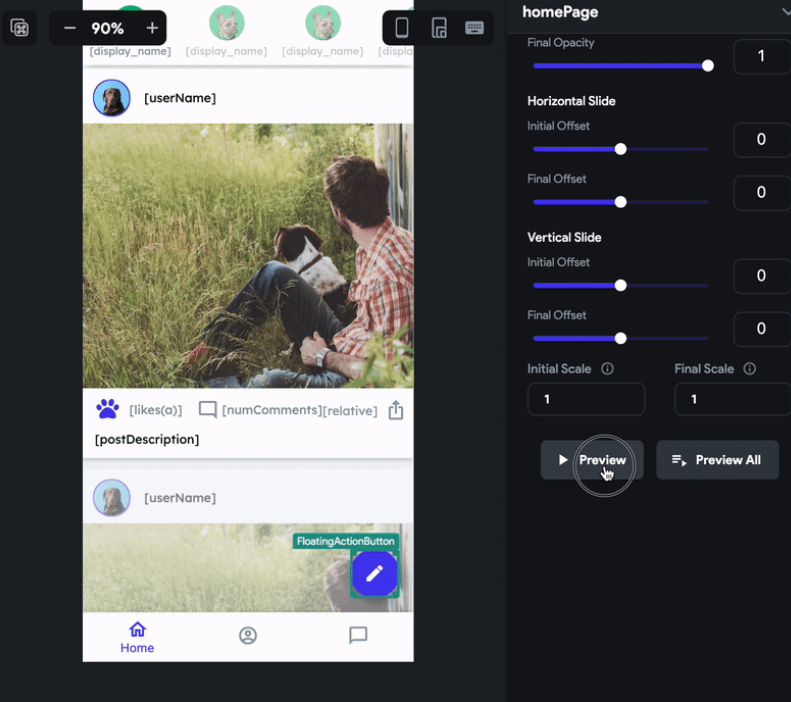 90%
[display_name] [display_name] [display_name] [displa
[userName]
[likes(a)] [numComments][relative]
[postDescription]
[userName]
FloatingActionButton
Home
homePage
Final Opacity
1
Horizontal Slide
Initial Offset
0
Final Offset
0
Vertical Slide
Initial Offset
0
Final Offset
0
Initial Scale Final Scale
1 1
Preview Preview All